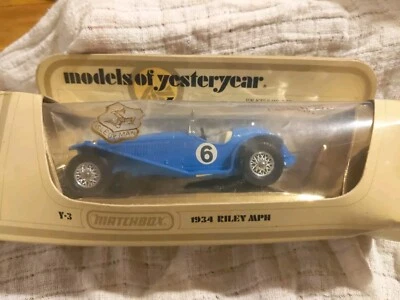 models of yesteryear.
6
Y-3 MATCHBOX 1934 RILEY MPH